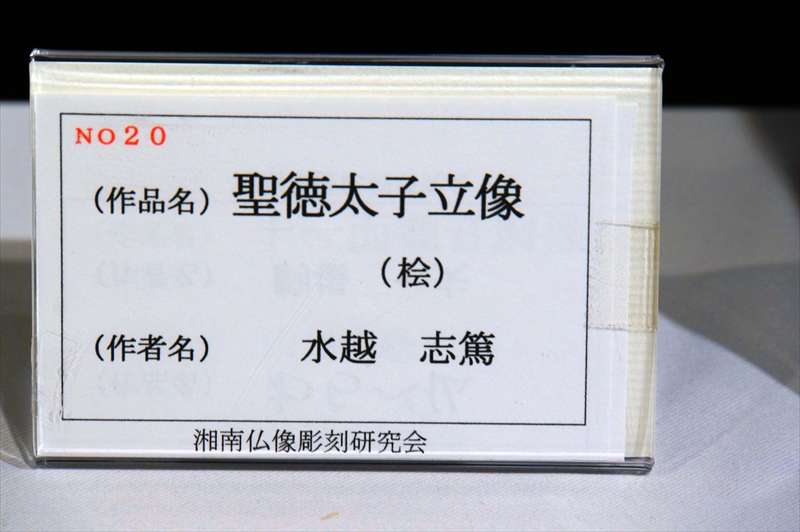 NO20
（作品名）聖徳太子立像
（桧）
（作者名） 水越　志篤
湘南仏像彫刻研究会